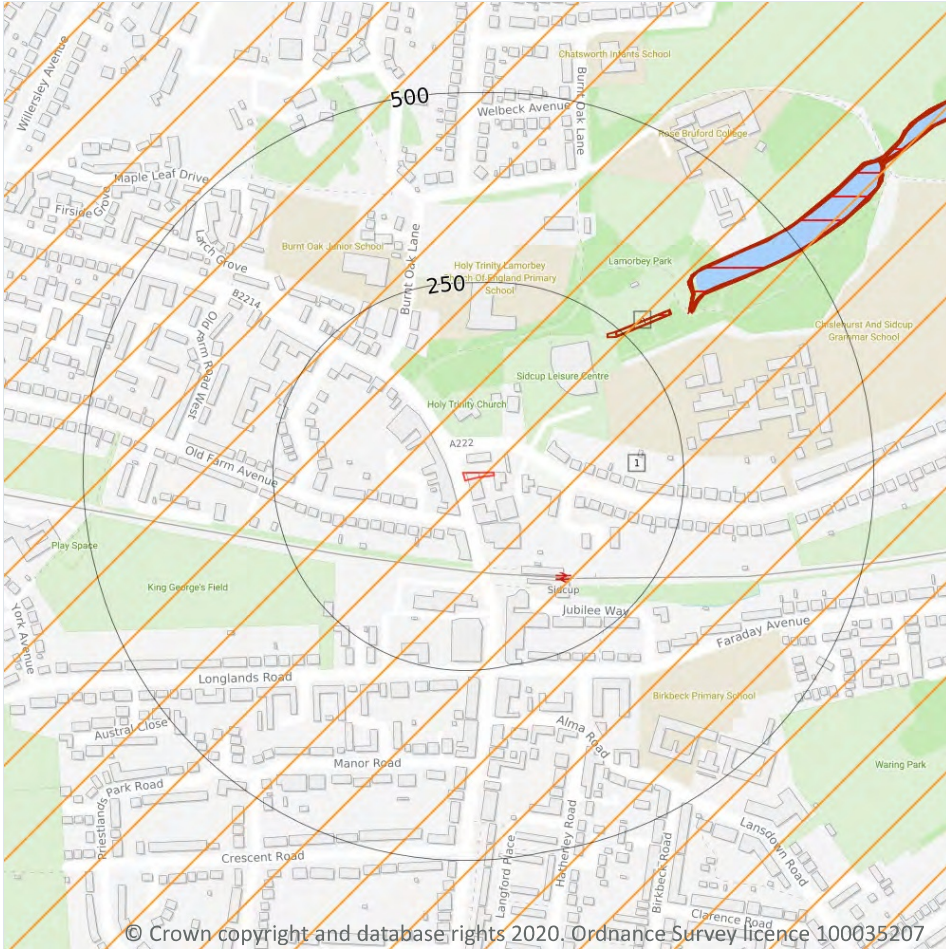 Willersley Avenue
Chatsworth Infants School
500
Welbeck Avenue
Burnt Oak Lane
Rose Bruford College
Maple Leaf Drive
Firside Grove
Larch Grove
Burnt Oak Junior School
Burnt Oak Lane
Holy Trinity Lamorbey
Church Of England Primary
School
Lamorbey Park
B2214
250
Old Farm Road West
Chislehurst And Sidcup
Grammar School
Sidcup Leisure Centre
Holy Trinity Church
A222
Old Farm Avenue
1
Play Space
King George's Field
Sidcup
Jubilee Way
York Avenue
Faraday Avenue
Longlands Road
Birkbeck Primary School
Austral Close
Alma Road
Manor Road
Waring Park
Park Road
Priestlands
Hatherley Road
Langford Place
Birkbeck Road
Lansdown Road
Crescent Road
Clarence Road
© Crown copyright and database rights 2020. Ordnance Survey licence 100035207